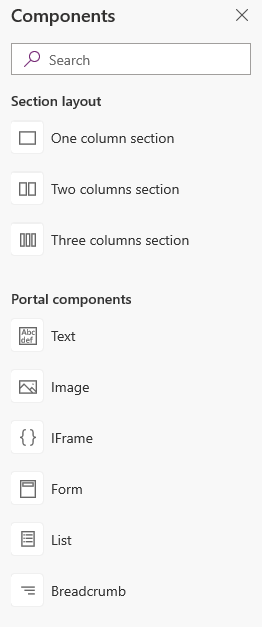 Components
Search
Section layout
One column section
Two columns section
Three columns section
Portal components
Abc
def
Text
Image
{ }
IFrame
Form
List
Breadcrumb